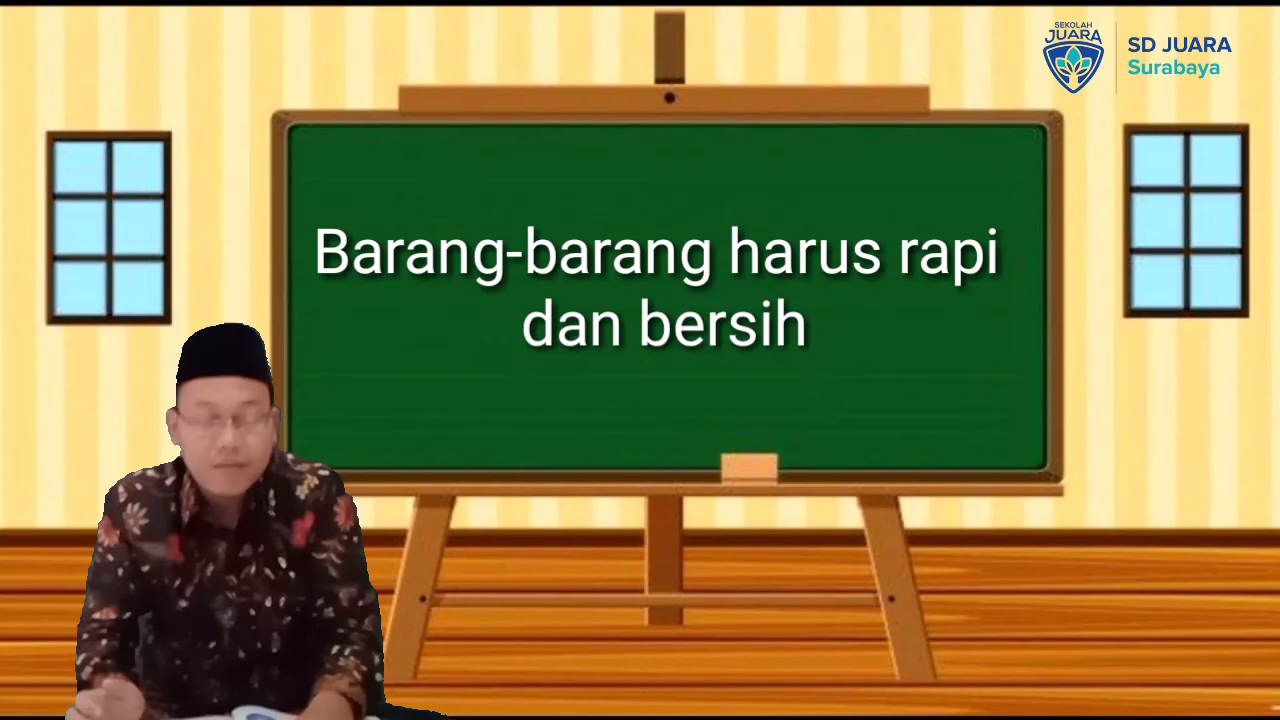 SEKOLAH
JUARA
SD JUARA
Surabaya
Barang-barang harus rapi
dan bersih